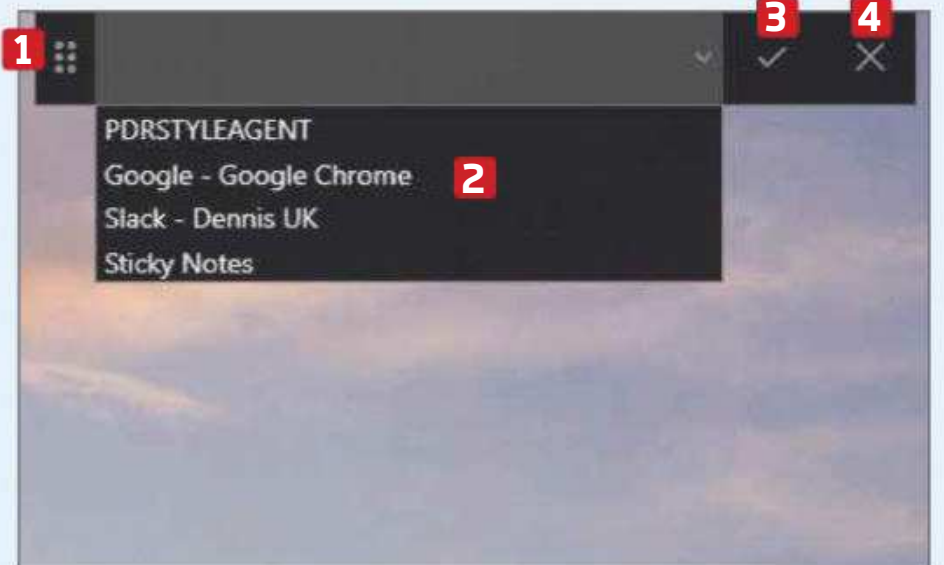 1
3
4
PDRSTYLEAGENT
Google - Google Chrome 2
Slack - Dennis UK
Sticky Notes